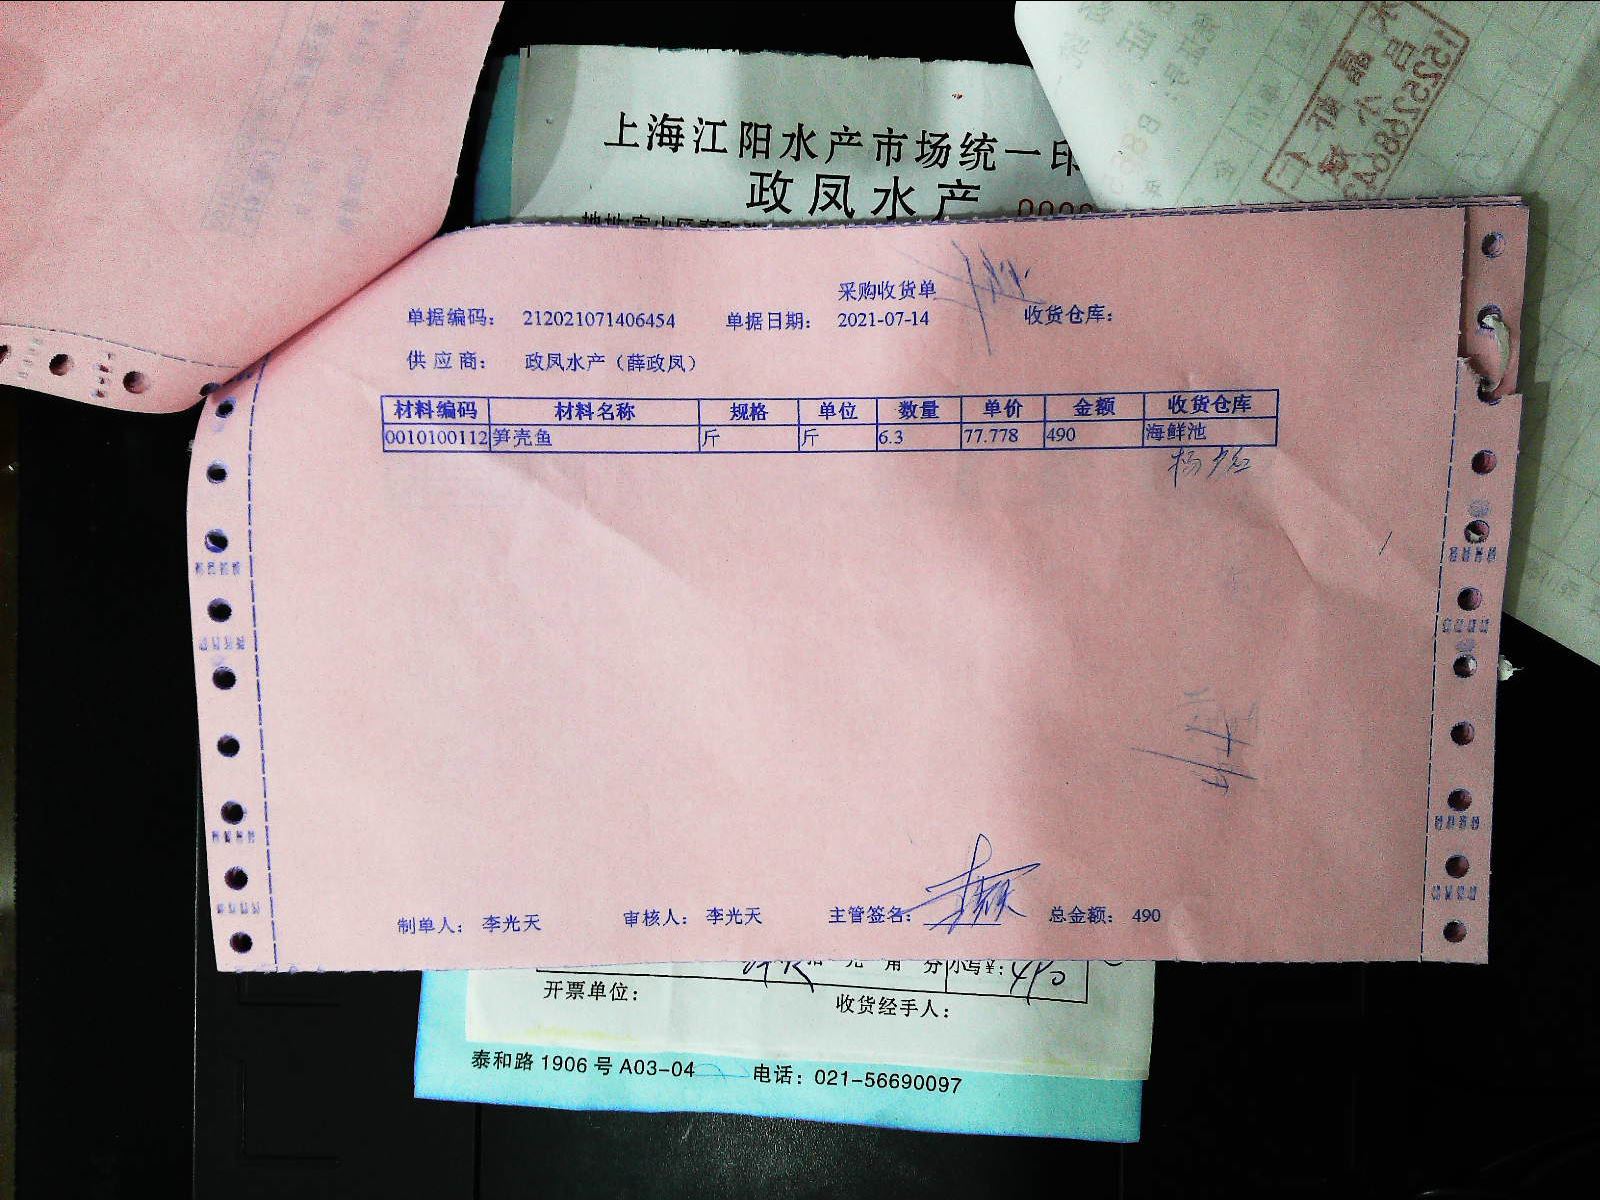 上海江阳水产市场统一印
政凤水产
采购收货单
单据编码： 212021071406454 单据日期： 2021-07-14 收货仓库：
供 应 商： 政凤水产（薛政凤）
材料编码 材料名称 规格 单位 数量 单价 金额 收货仓库
0010100112 笋壳鱼 斤 斤 6.3 77.778 490 海鲜池
制单人： 李光天 审核人： 李光天 主管签名： 总金额： 490
元 角 分 小写￥：490
开票单位： 收货经手人：
泰和路 1906 号 A03-04 电话：021-56690097